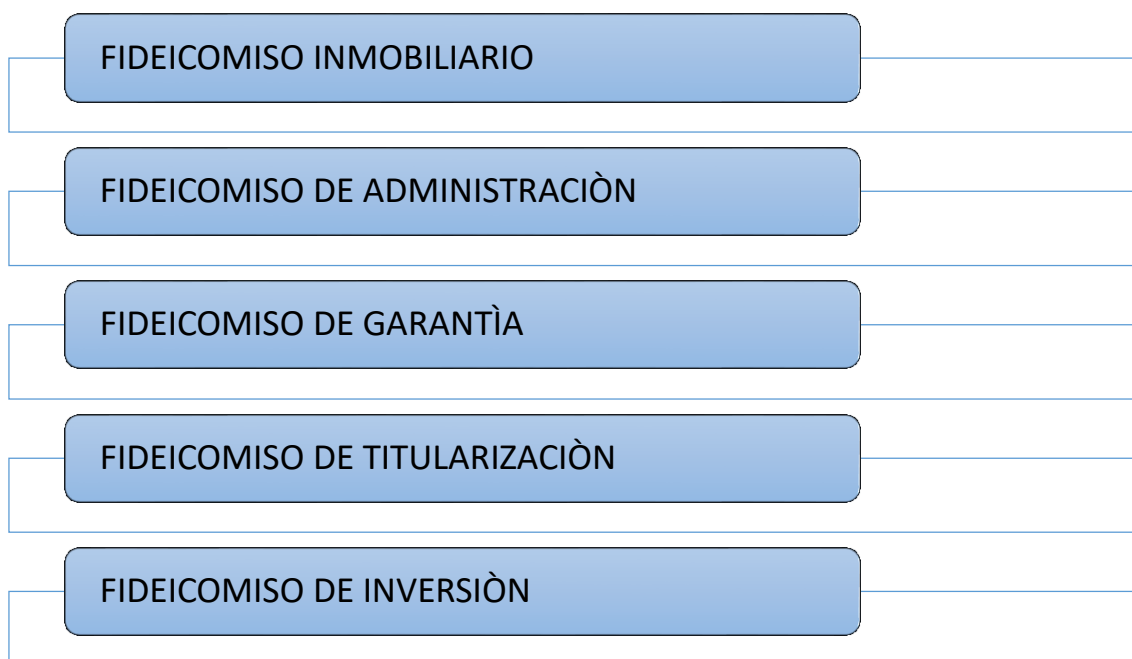 FIDEICOMISO INMOBILIARIO
FIDEICOMISO DE ADMINISTRACIÒN
FIDEICOMISO DE GARANTÌA
FIDEICOMISO DE TITULARIZACIÒN
FIDEICOMISO DE INVERSIÒN